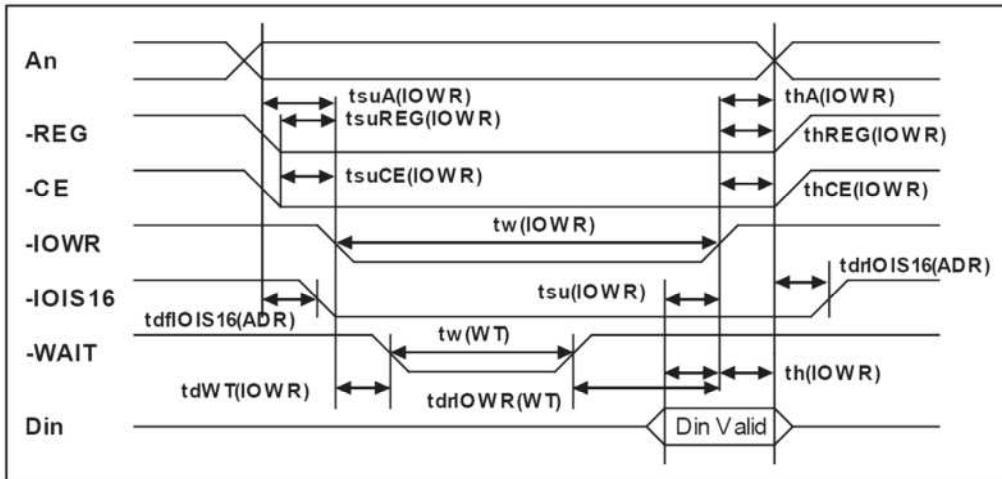 An
tsuA(IOWR) thA(IOWR)
-REG tsuREG(IOWR) thREG(IOWR)
-CE tsuCE(IOWR) thCE(IOWR)
-IOWR tw(IOWR)
tdrIOIS16(ADR)
-IOIS16 tsu(IOWR)
tdfIOIS16(ADR)
-WAIT tw(WT)
th(IOWR)
tdWT(IOWR) tdrIOWR(WT)
Din Din Valid